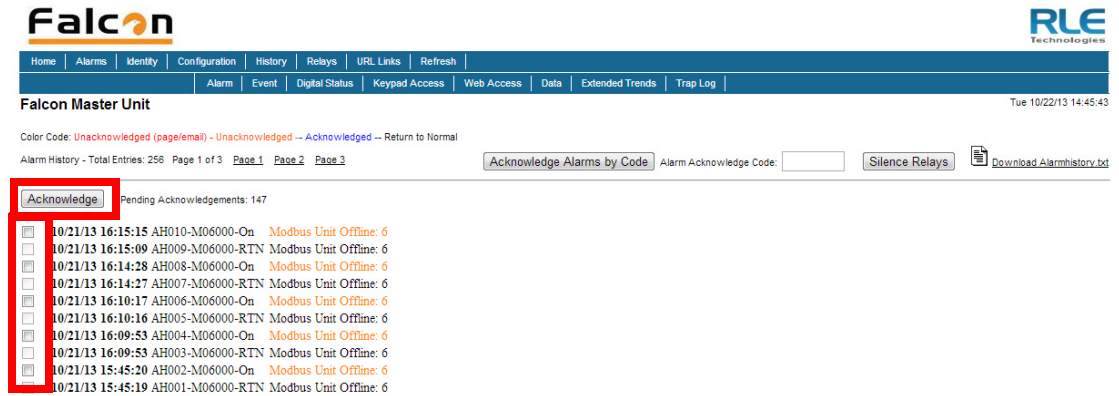 Falcon
RLE
Technologies
Home Alarms Identity Configuration History Relays URL Links Refresh
Alarm Event Digital Status Keypad Access Web Access Data Extended Trends Trap Log
Falcon Master Unit Tue 10/22/13 14:45:43
Color Code: Unacknowledged (page/email) - Unacknowledged -- Acknowledged -- Return to Normal
Alarm History - Total Entries: 256 Page 1 of 3 Page 1 Page 2 Page 3 Acknowledge Alarms by Code Alarm Acknowledge Code: Silence Relays Download Alarmhistory.txt
Acknowledge Pending Acknowledgements: 147
10/21/13 16:15:15 AH010-M06000-On Modbus Unit Offline: 6
10/21/13 16:15:09 AH009-M06000-RTN Modbus Unit Offline: 6
10/21/13 16:14:28 AH008-M06000-On Modbus Unit Offline: 6
10/21/13 16:14:27 AH007-M06000-RTN Modbus Unit Offline: 6
10/21/13 16:10:17 AH006-M06000-On Modbus Unit Offline: 6
10/21/13 16:10:16 AH005-M06000-RTN Modbus Unit Offline: 6
10/21/13 16:09:53 AH004-M06000-On Modbus Unit Offline: 6
10/21/13 16:09:53 AH003-M06000-RTN Modbus Unit Offline: 6
10/21/13 15:45:20 AH002-M06000-On Modbus Unit Offline: 6
10/21/13 15:45:19 AH001-M06000-RTN Modbus Unit Offline: 6